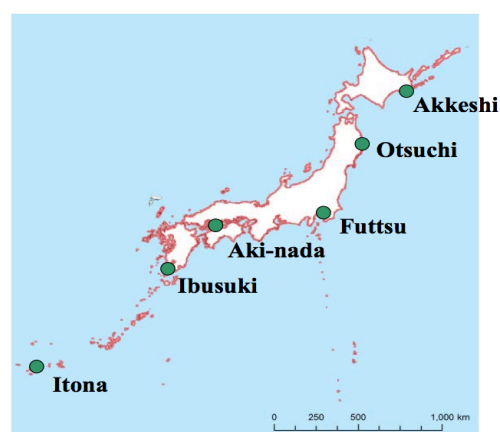 Akkeshi
Otsuchi
Futtsu
Aki-nada
Ibusuki
Itona
0 250 500 1,000 km